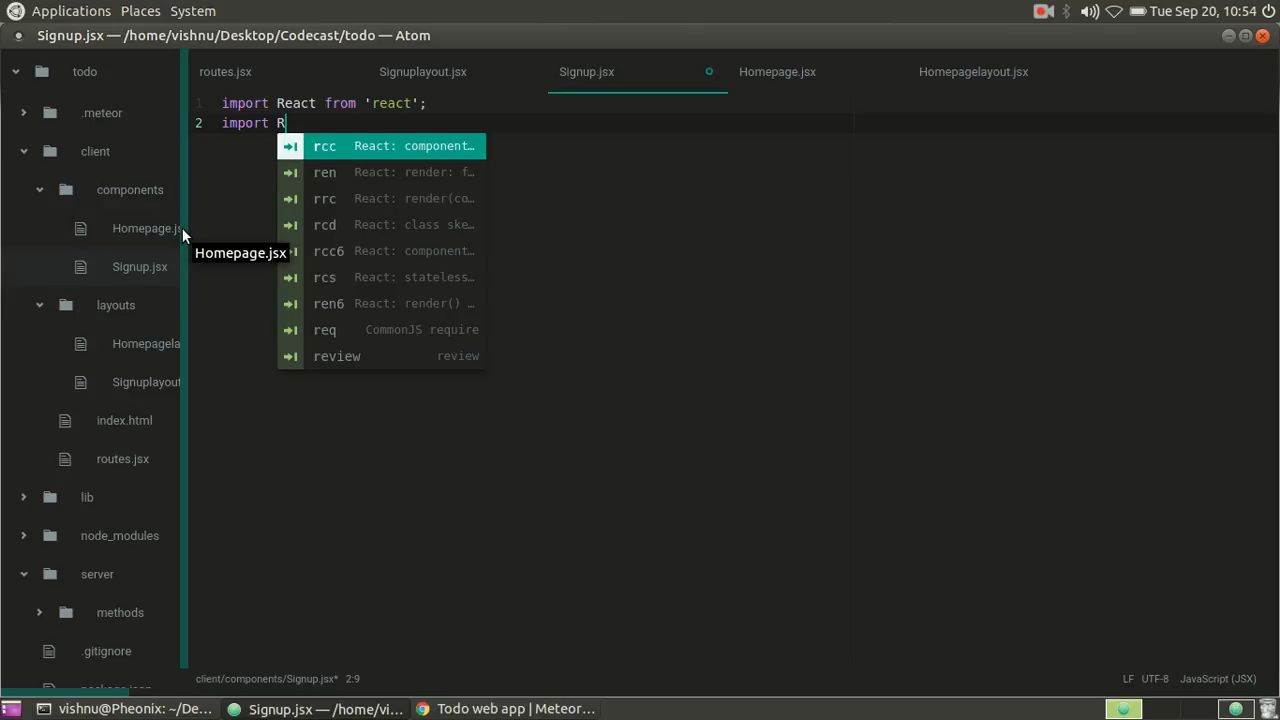 Applications Places System
Tue Sep 20, 10:54
Signup.jsx — /home/vishnu/Desktop/Codecast/todo — Atom
todo
routes.jsx
Signuplayout.jsx
Signup.jsx
Homepage.jsx
Homepagelayout.jsx
1 import React from 'react';
2 import R
.meteor
client
components
Homepage.js
Signup.jsx
layouts
Homepagela
Signuplayout
index.html
routes.jsx
lib
node_modules
server
methods
.gitignore
Homepage.jsx
rcc React: component…
ren React: render: f…
rrc React: render(co…
rcd React: class ske…
rcc6 React: component…
rcs React: stateless…
ren6 React: render() …
req CommonJS require
review review
client/components/Signup.jsx* 2:9
LF UTF-8 JavaScript (JSX)
vishnu@Pheonix: ~/De...
Signup.jsx — /home/vi...
Todo web app | Meteor...